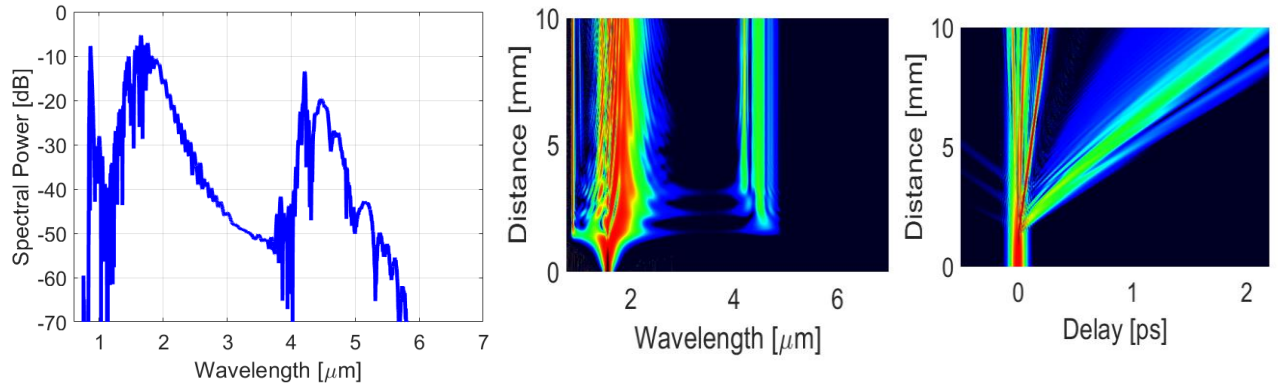 0
-10
-20
-30
-40
-50
-60
-70
Spectral Power [dB]
1 2 3 4 5 6 7
Wavelength [μm]
10
5
0
Distance [mm]
2 4 6
Wavelength [μm]
10
5
0
Distance [mm]
0 1 2
Delay [ps]